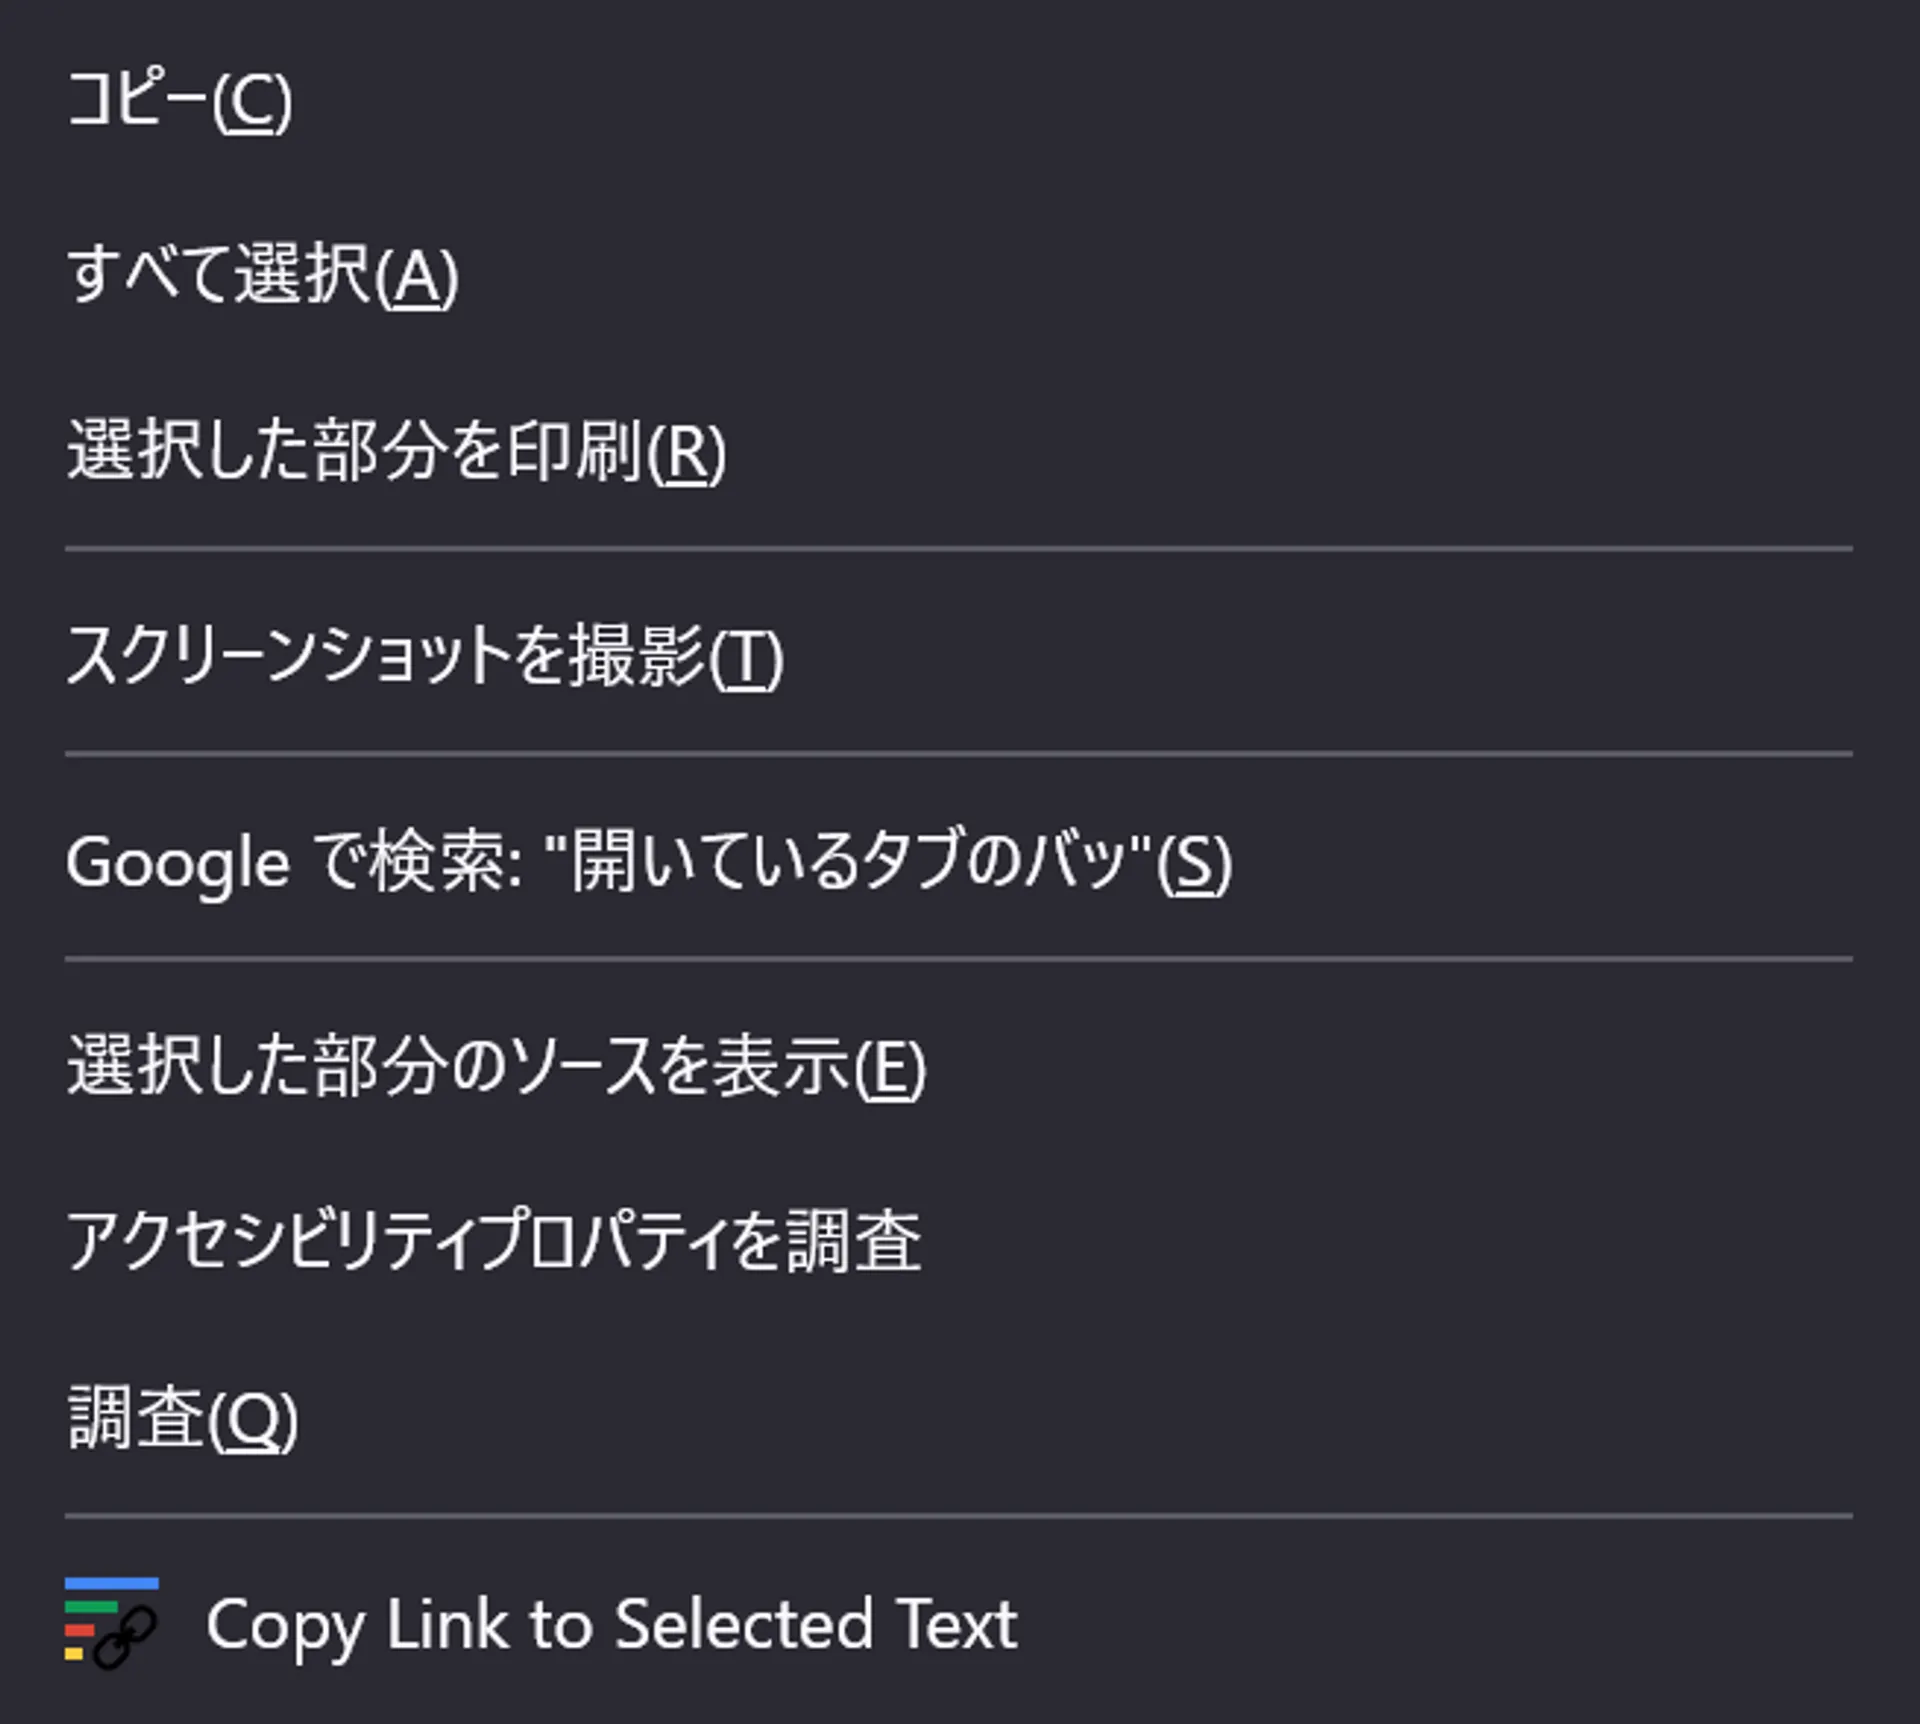 コピー(C)
すべて選択(A)
選択した部分を印刷(R)
スクリーンショットを撮影(T)
Google で検索: "開いているタブのバッ"(S)
選択した部分のソースを表示(E)
アクセシビリティプロパティを調査
調査(Q)
Copy Link to Selected Text